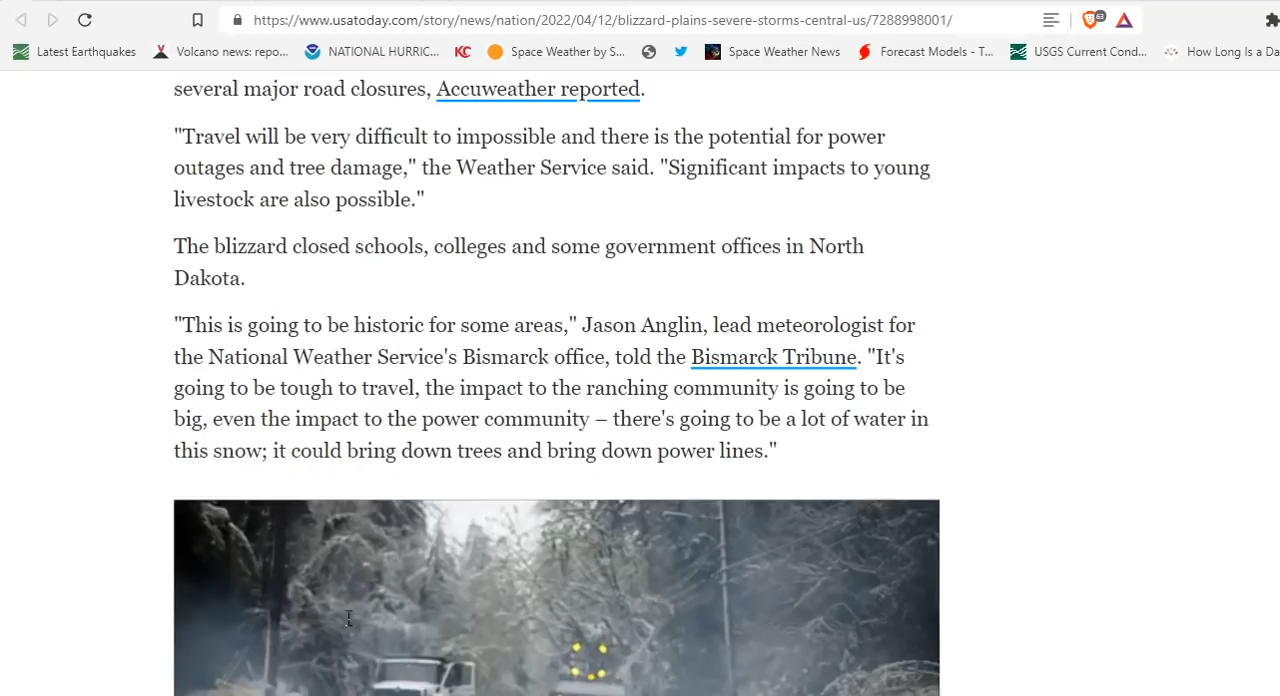 https://www.usatoday.com/story/news/nation/2022/04/12/blizzard-plains-severe-storms-central-us/7288998001/
63
Latest Earthquakes Volcano news: repo... NATIONAL HURRIC... KC Space Weather by S... Space Weather News Forecast Models - T... USGS Current Cond... How Long Is a Da
several major road closures, Accuweather reported.
"Travel will be very difficult to impossible and there is the potential for power
outages and tree damage," the Weather Service said. "Significant impacts to young
livestock are also possible."
The blizzard closed schools, colleges and some government offices in North
Dakota.
"This is going to be historic for some areas," Jason Anglin, lead meteorologist for
the National Weather Service's Bismarck office, told the Bismarck Tribune. "It's
going to be tough to travel, the impact to the ranching community is going to be
big, even the impact to the power community – there's going to be a lot of water in
this snow; it could bring down trees and bring down power lines."